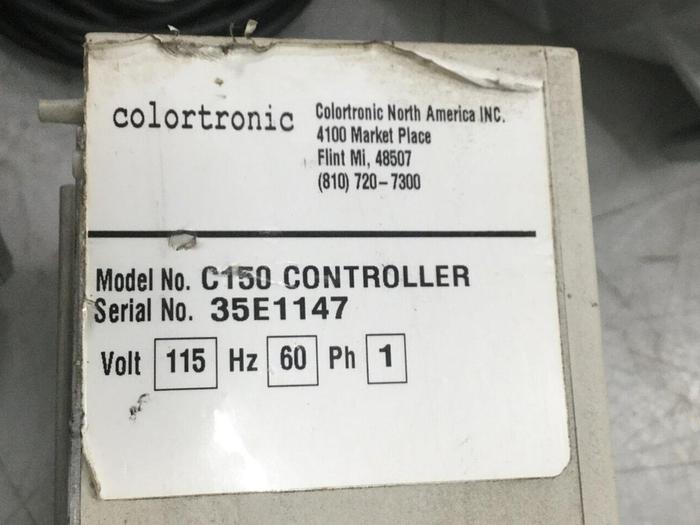 colortronic
Colortronic North America INC.
4100 Market Place
Flint Mi, 48507
(810) 720-7300
Model No. C150 CONTROLLER
Serial No. 35E1147
Volt 115 Hz 60 Ph 1